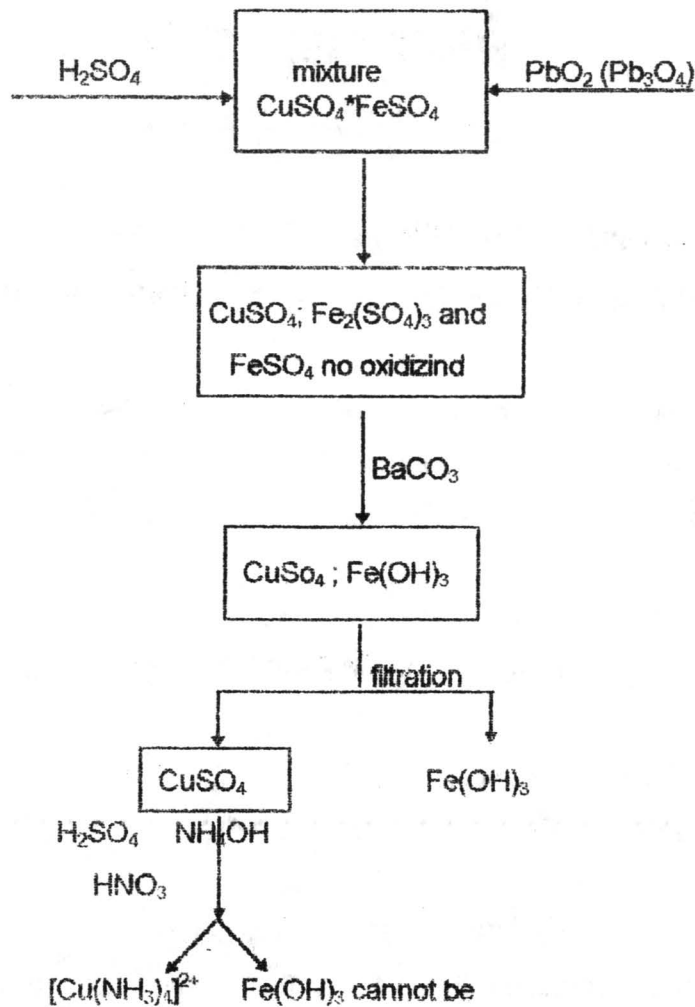 H₂SO₄
mixture
CuSO₄*FeSO₄
PbO₂ (Pb₃O₄)
CuSO₄; Fe₂(SO₄)₃ and
FeSO₄ no oxidizind
BaCO₃
CuSo₄ ; Fe(OH)₃
filtration
CuSO₄
Fe(OH)₃
H₂SO₄ NH₄OH
HNO₃
[Cu(NH₃)₄]²⁺ Fe(OH)₃ cannot be